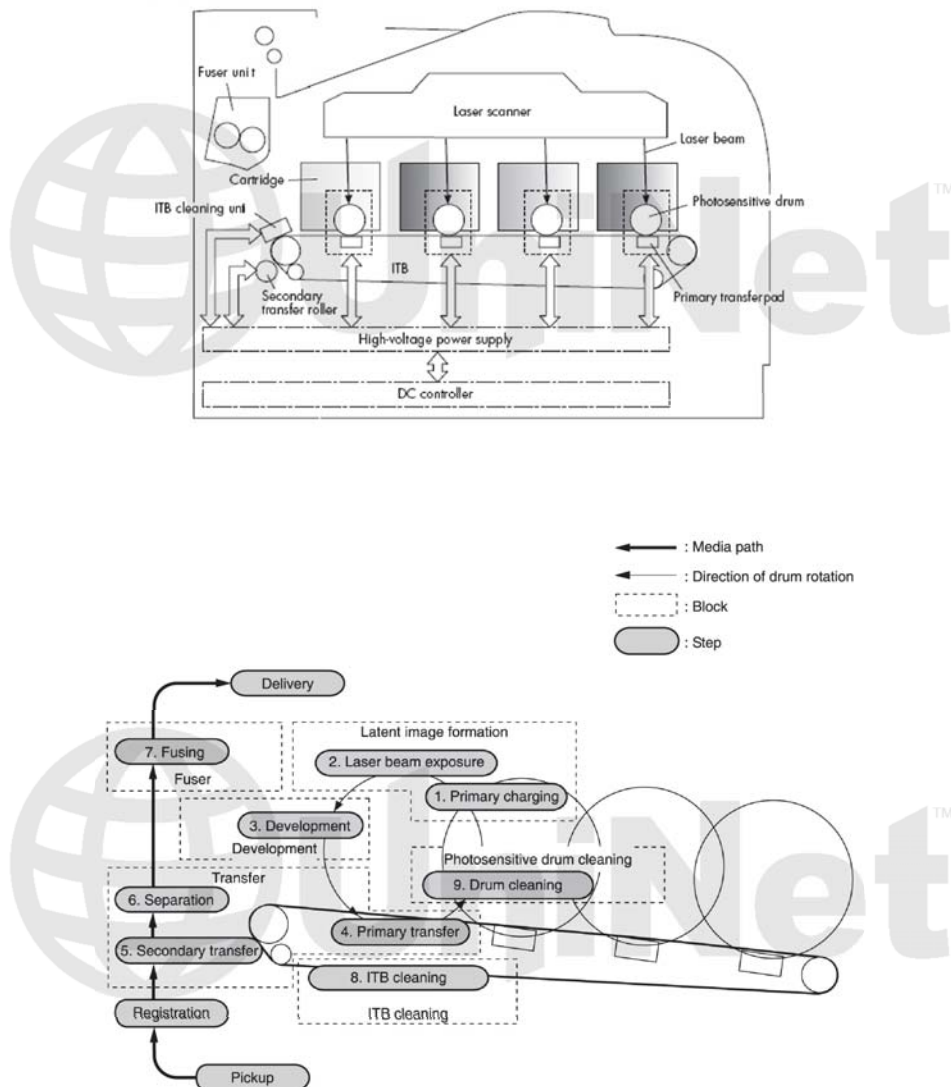 Fuser unit
Laser scanner
Laser beam
Cartridge
Photosensitive drum
ITB cleaning unit
ITB
Secondary
transfer roller
Primary transfer pad
High-voltage power supply
DC controller
UniNet™
: Media path
: Direction of drum rotation
: Block
: Step
Delivery
Latent image formation
7. Fusing
2. Laser beam exposure
Fuser
1. Primary charging
3. Development
Development
Photosensitive drum cleaning
Transfer
9. Drum cleaning
6. Separation
4. Primary transfer
5. Secondary transfer
8. ITB cleaning
Registration
ITB cleaning
Pickup
UniNet™